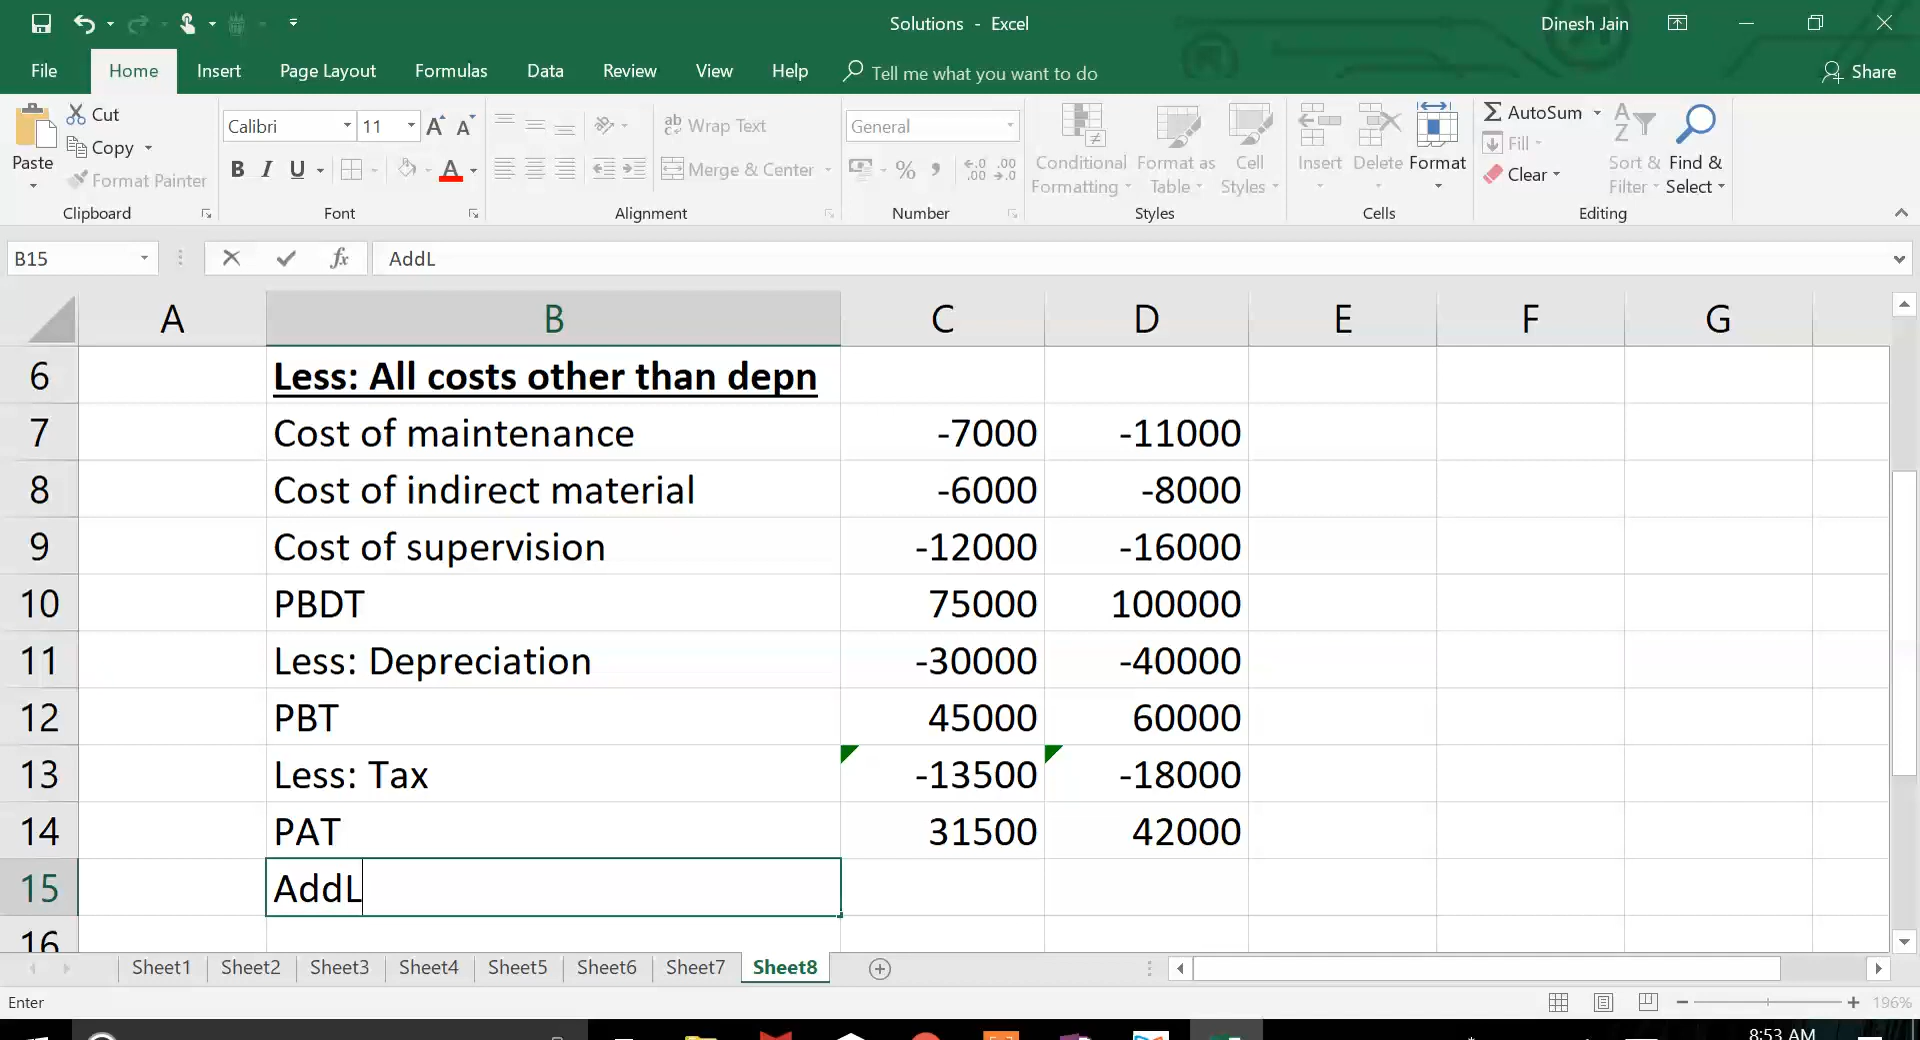 Solutions - Excel
Dinesh Jain
File Home Insert Page Layout Formulas Data Review View Help Tell me what you want to do Share
Paste
Cut
Copy
Format Painter
Clipboard
Calibri 11
A A
B I U A
Font
ab Wrap Text
Merge & Center
Alignment
General
% ,
Number
Conditional Formatting
Format as Table
Cell Styles
Styles
Insert Delete Format
Cells
AutoSum
Fill
Clear
Sort & Filter
Find & Select
Editing
B15 fx AddL
A B C D E F G
6 Less: All costs other than depn
7 Cost of maintenance -7000 -11000
8 Cost of indirect material -6000 -8000
9 Cost of supervision -12000 -16000
10 PBDT 75000 100000
11 Less: Depreciation -30000 -40000
12 PBT 45000 60000
13 Less: Tax -13500 -18000
14 PAT 31500 42000
15 AddL
16
Sheet1 Sheet2 Sheet3 Sheet4 Sheet5 Sheet6 Sheet7 Sheet8
Enter 196%
8:53 AM